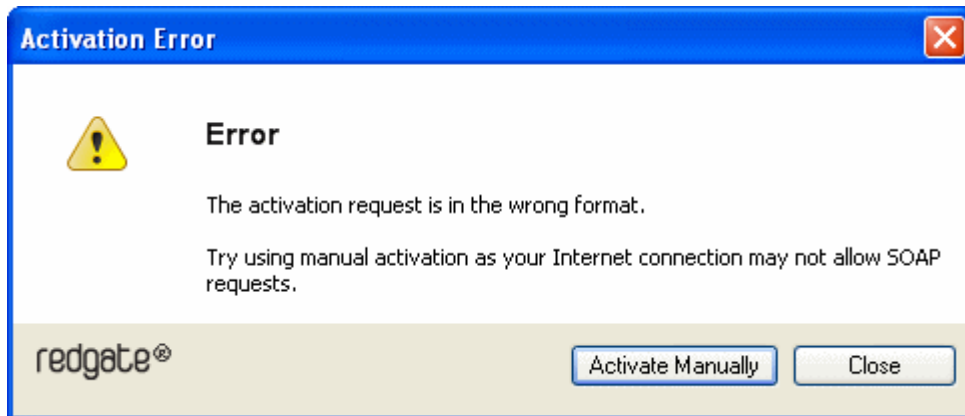 Activation Error
Error
The activation request is in the wrong format.
Try using manual activation as your Internet connection may not allow SOAP
requests.
redgate®
Activate Manually
Close